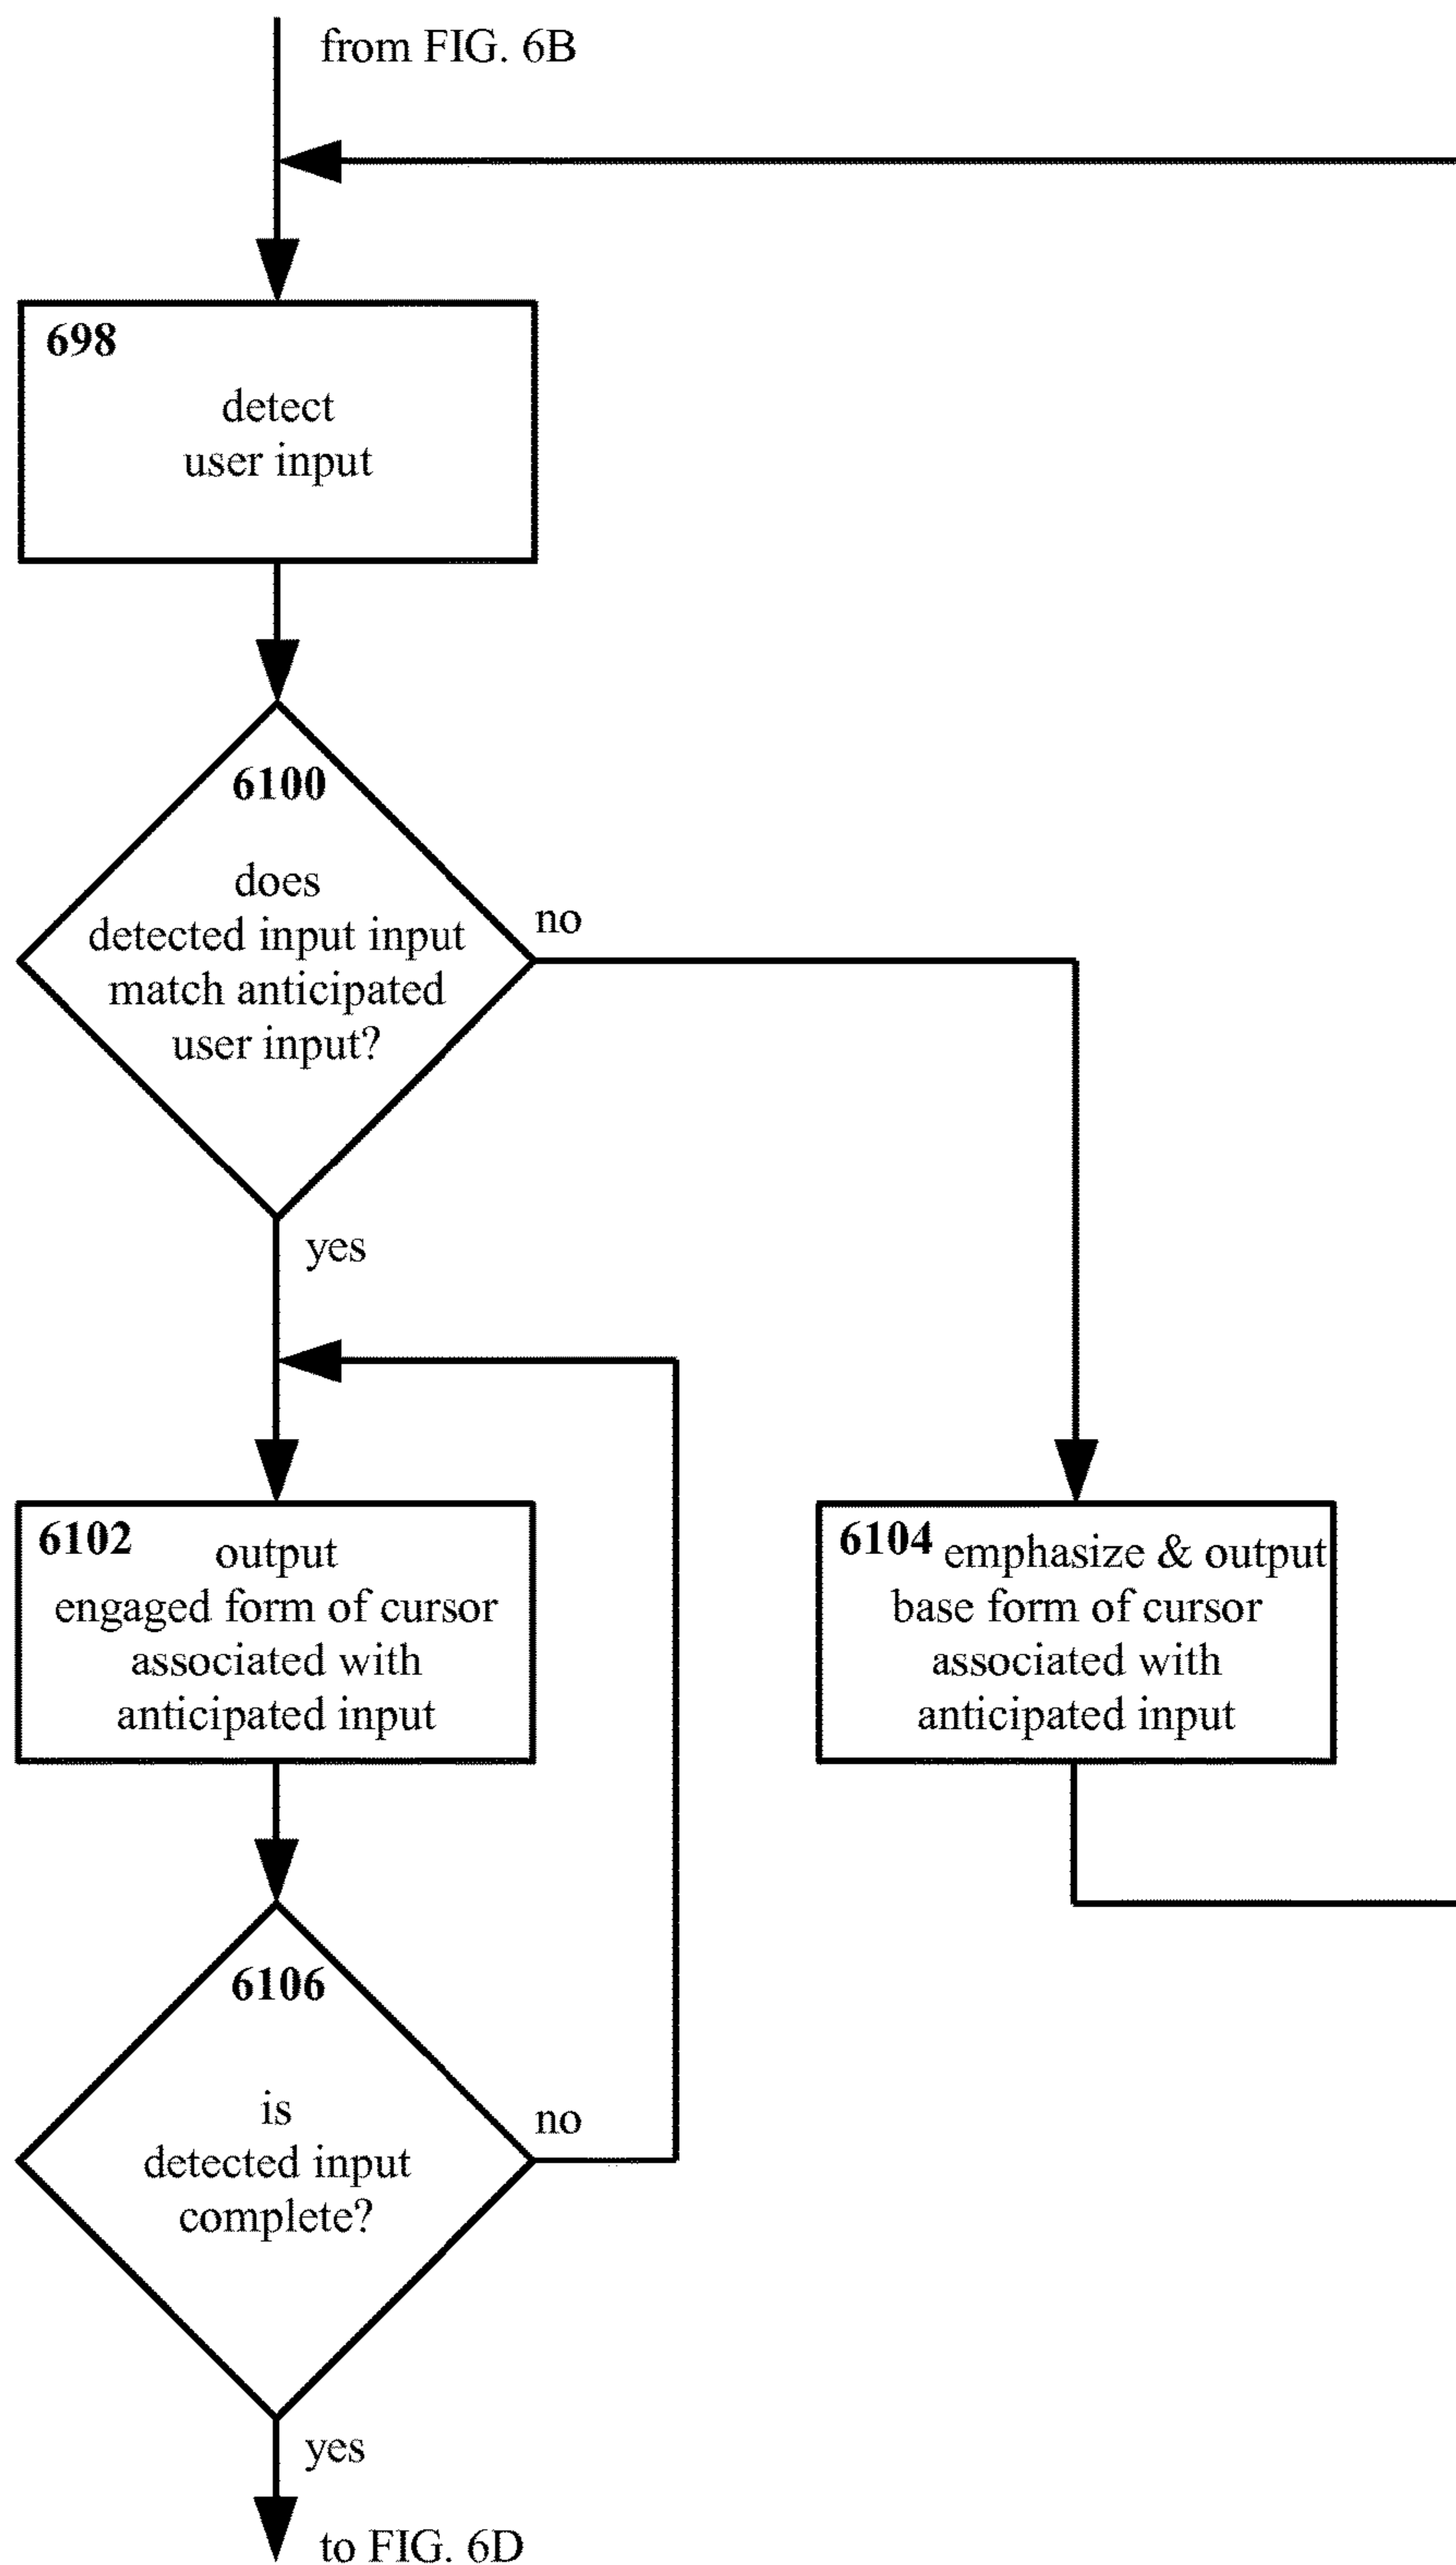 from FIG. 6B
698
detect
user input
6100
does
detected input input
match anticipated
user input?
no
yes
6102 output
engaged form of cursor
associated with
anticipated input
6104 emphasize & output
base form of cursor
associated with
anticipated input
6106
is
detected input
complete?
no
yes
to FIG. 6D